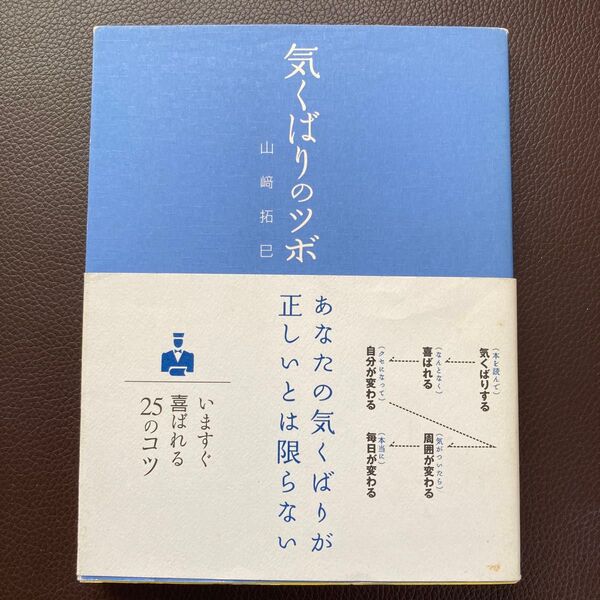 気くばりのツボ
山﨑拓巳
（本を読んで）
気くばりする
（なんとなく）
喜ばれる
（クセになって）
自分が変わる
（気がついたら）
周囲が変わる
（本当に）
毎日が変わる
あなたの気くばりが
正しいとは限らない
いますぐ
喜ばれる
25のコツ